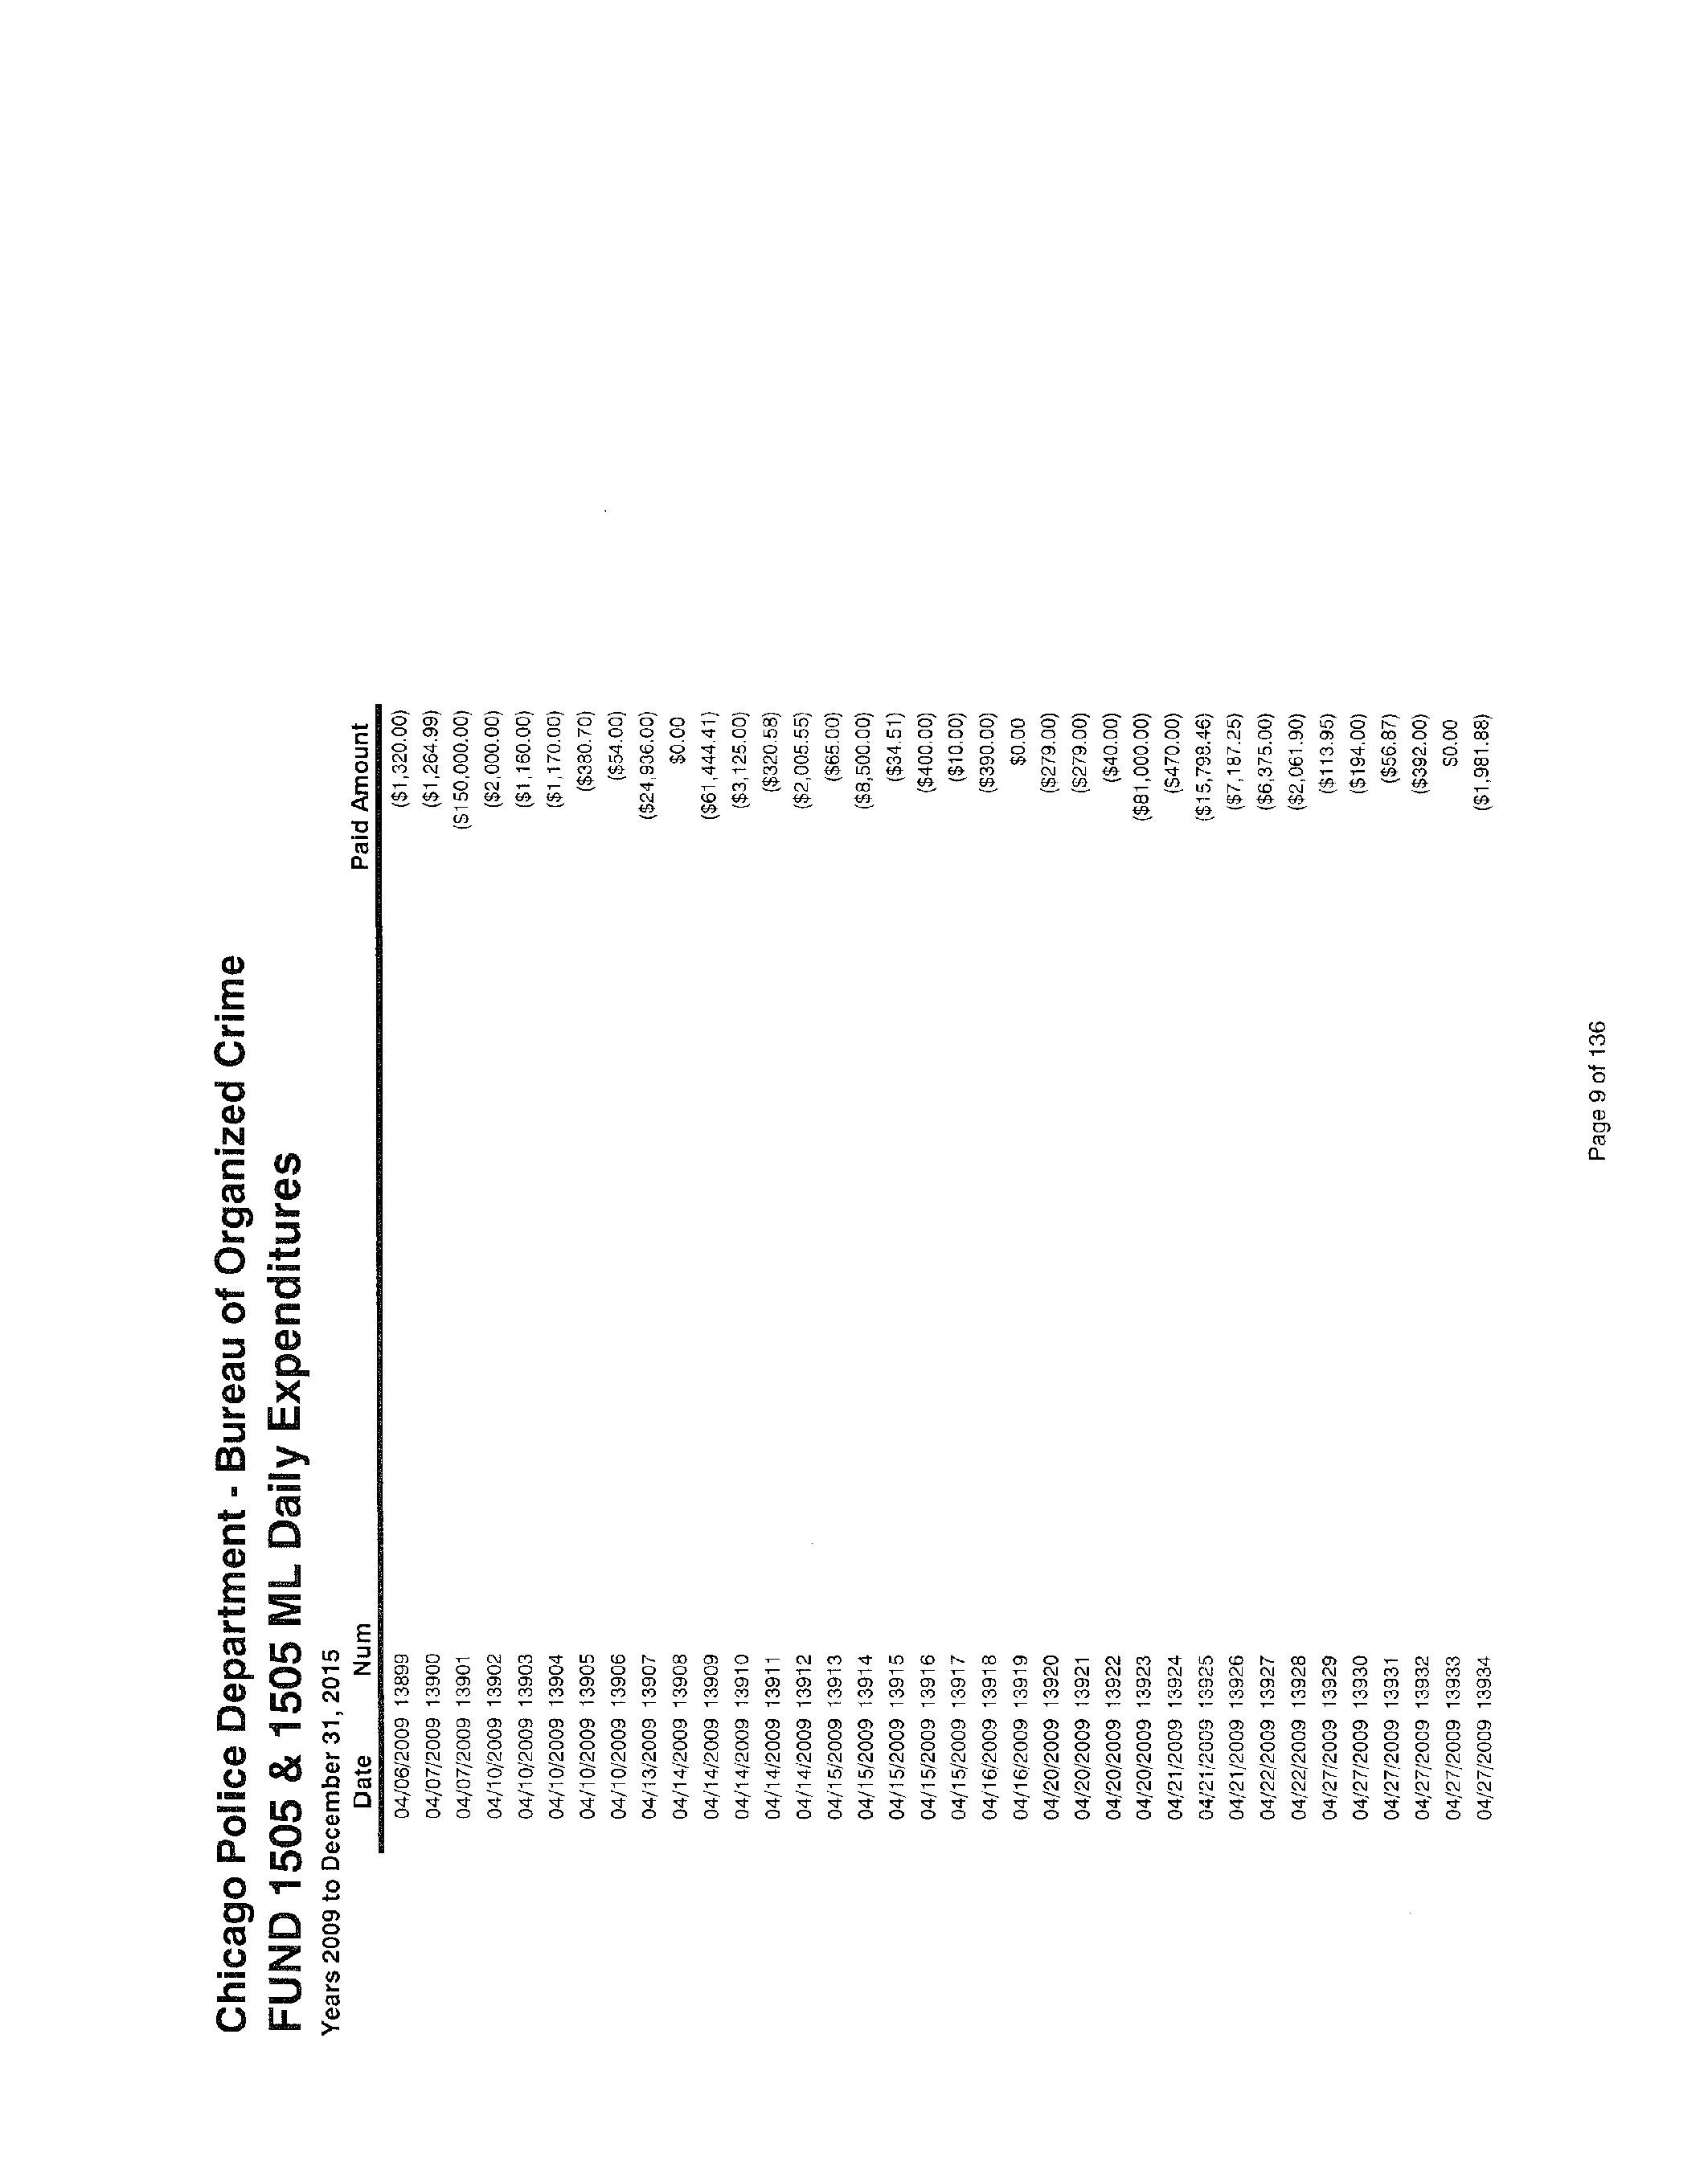 Chicago Police Department - Bureau of Organized Crime
FUND 1505 & 1505 ML Daily Expenditures
Years 2009 to December 31, 2015
Date Num Paid Amount
04/06/2009 13899 ($1,320.00)
04/07/2009 13900 ($1,264.99)
04/07/2009 13901 ($150,000.00)
04/10/2009 13902 ($2,000.00)
04/10/2009 13903 ($1,160.00)
04/10/2009 13904 ($1,170.00)
04/10/2009 13905 ($380.70)
04/10/2009 13906 ($54.00)
04/13/2009 13907 ($24,936.00)
04/14/2009 13908 $0.00
04/14/2009 13909 ($61,444.41)
04/14/2009 13910 ($3,125.00)
04/14/2009 13911 ($320.58)
04/14/2009 13912 ($2,005.55)
04/15/2009 13913 ($65.00)
04/15/2009 13914 ($8,500.00)
04/15/2009 13915 ($34.51)
04/15/2009 13916 ($400.00)
04/15/2009 13917 ($10.00)
04/16/2009 13918 ($390.00)
04/16/2009 13919 $0.00
04/20/2009 13920 ($279.00)
04/20/2009 13921 ($279.00)
04/20/2009 13922 ($40.00)
04/20/2009 13923 ($81,000.00)
04/21/2009 13924 ($470.00)
04/21/2009 13925 ($15,798.46)
04/21/2009 13926 ($7,187.25)
04/22/2009 13927 ($6,375.00)
04/22/2009 13928 ($2,061.90)
04/27/2009 13929 ($113.95)
04/27/2009 13930 ($194.00)
04/27/2009 13931 ($56.87)
04/27/2009 13932 ($392.00)
04/27/2009 13933 $0.00
04/27/2009 13934 ($1,981.88)
Page 9 of 136